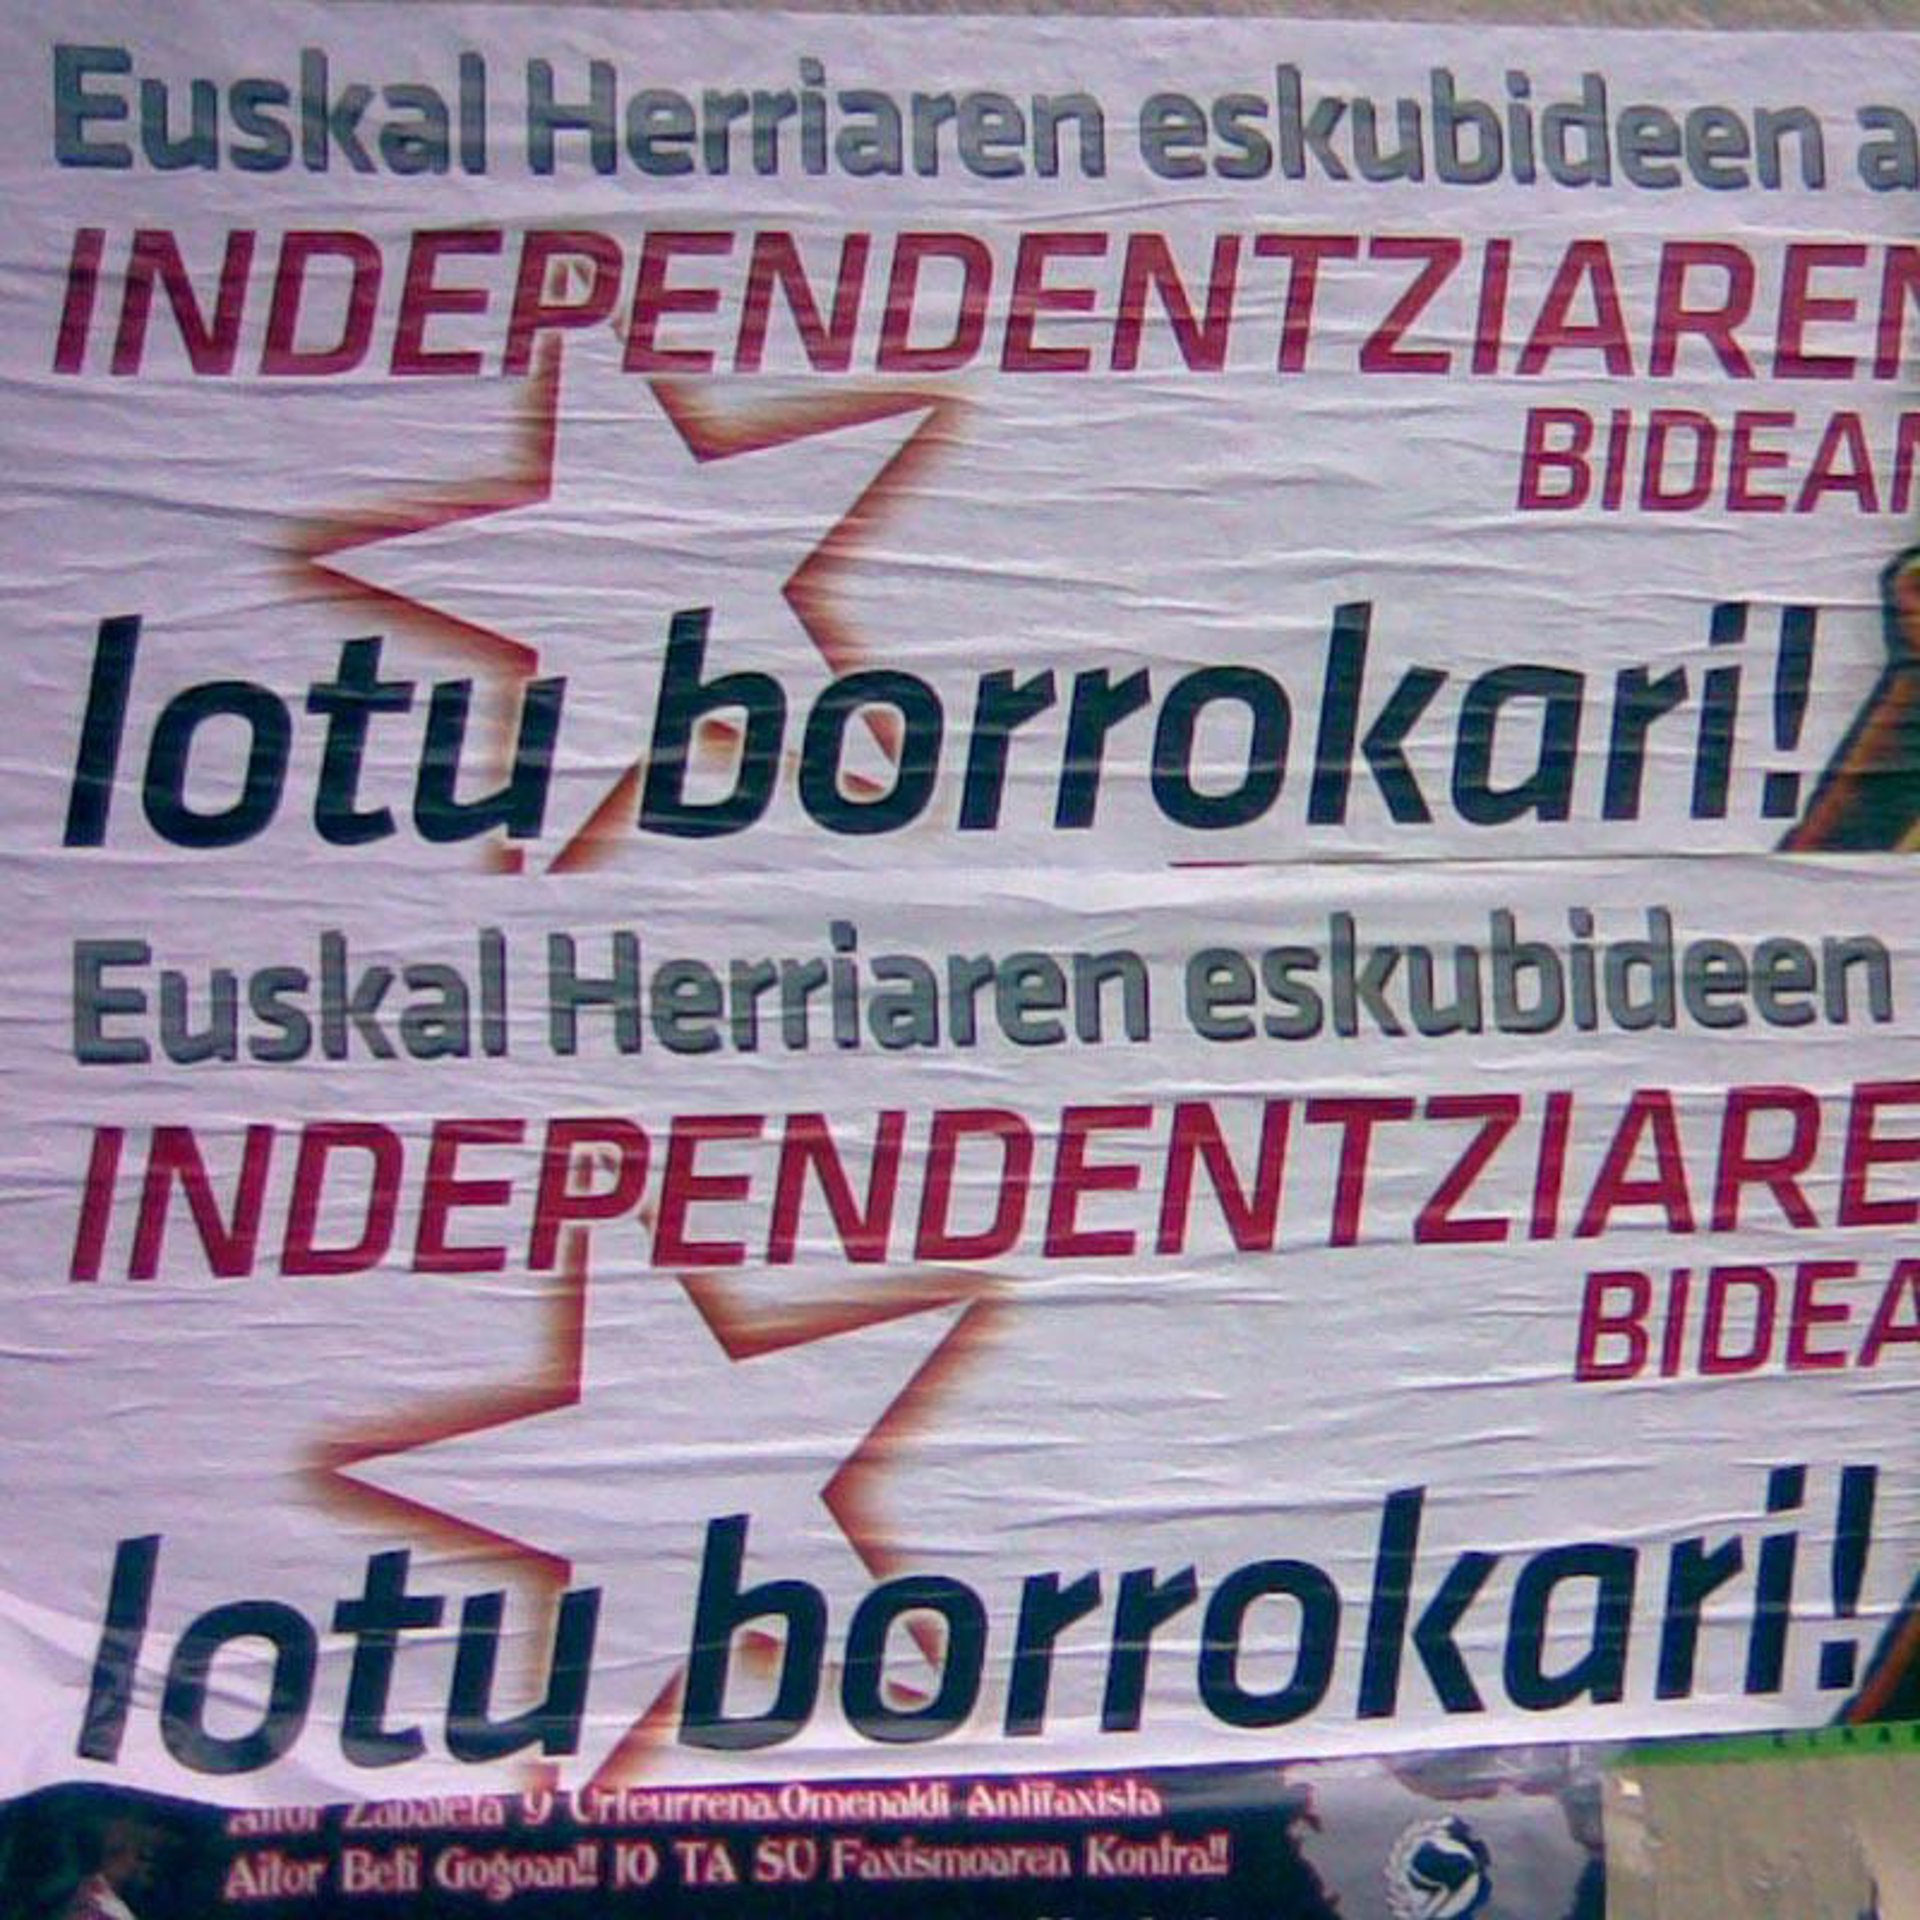 Euskal Herriaren eskubideen a
INDEPENDENTZIAREN
BIDEAN
lotu borrokari!
Euskal Herriaren eskubideen
INDEPENDENTZIARE
BIDEA
lotu borrokari!
Aitor Zabaleta 9 Urteurrena.Omenaldi Antifaxista
Aitor Beti Gogoan!! JO TA SU Faxismoaren Kontra!!